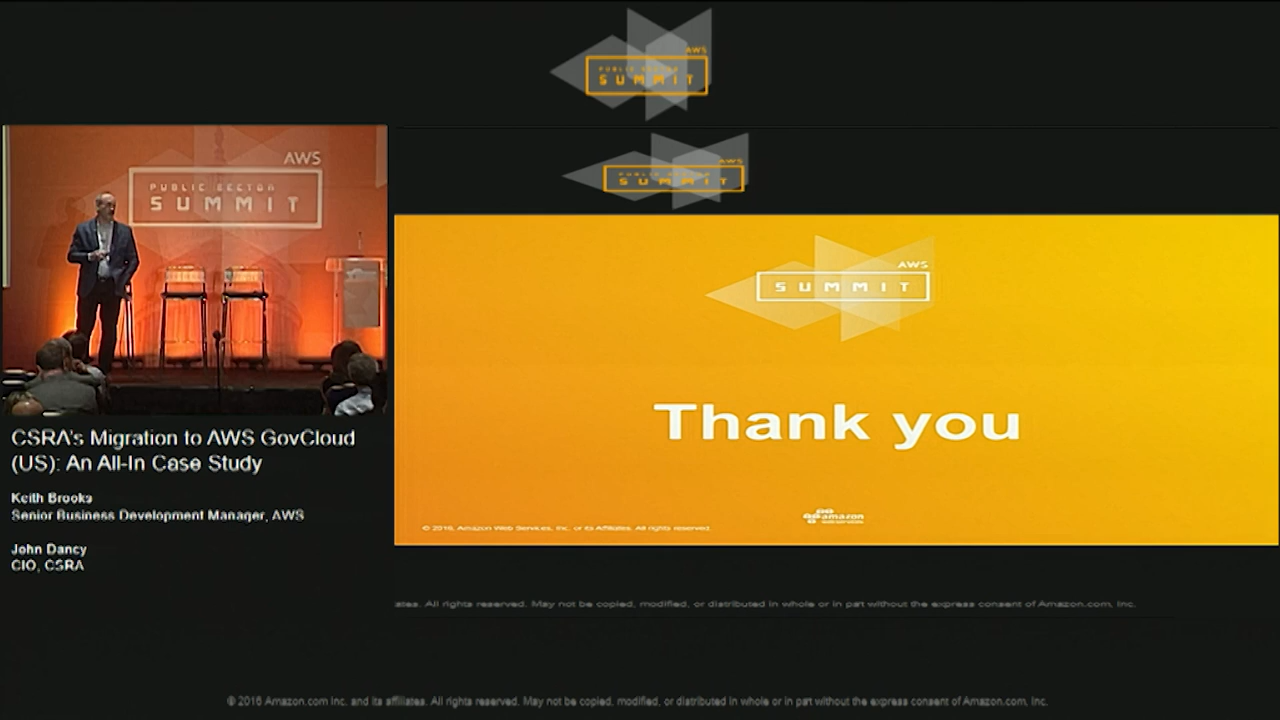 AWS
PUBLIC SECTOR
SUMMIT
AWS
PUBLIC SECTOR
SUMMIT
AWS
PUBLIC SECTOR
SUMMIT
AWS
SUMMIT
Thank you
© 2016, Amazon Web Services, Inc. or its Affiliates. All rights reserved.
amazon
web services
CSRA's Migration to AWS GovCloud
(US): An All-In Case Study
Keith Brooks
Senior Business Development Manager, AWS
John Dancy
CIO, CSRA
ates. All rights reserved. May not be copied, modified, or distributed in whole or in part without the express consent of Amazon.com, Inc.
© 2016 Amazon.com Inc. and its affiliates. All rights reserved. May not be copied, modified, or distributed in whole or in part without the express consent of Amazon.com, Inc.